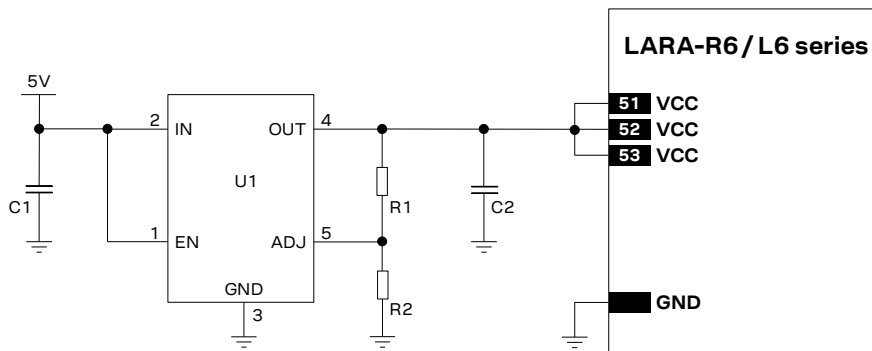 LARA-R6 / L6 series
5V
51 VCC
52 VCC
53 VCC
2 IN OUT 4
U1
C1
R1
C2
1 EN ADJ 5
GND
3
R2
GND